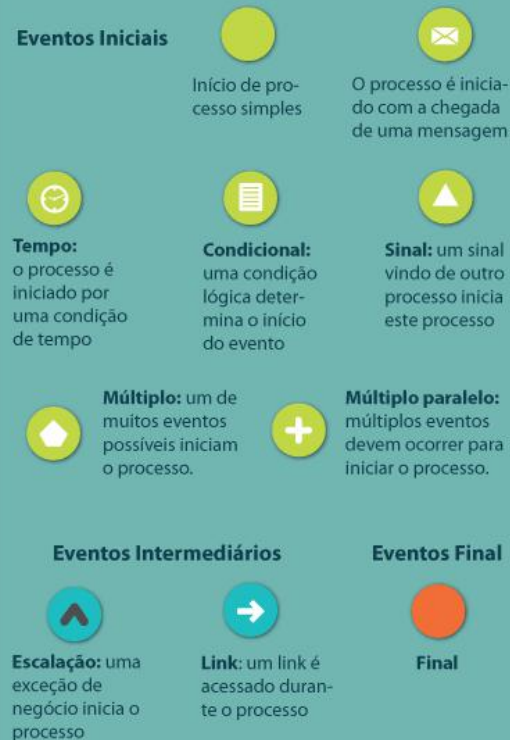 Eventos Iniciais
Início de pro-
cesso simples
O processo é inicia-
do com a chegada
de uma mensagem
Tempo:
o processo é
iniciado por
uma condição
de tempo
Condicional:
uma condição
lógica deter-
mina o início
do evento
Sinal: um sinal
vindo de outro
processo inicia
este processo
Múltiplo: um de
muitos eventos
possíveis iniciam
o processo.
Múltiplo paralelo:
múltiplos eventos
devem ocorrer para
iniciar o processo.
Eventos Intermediários
Eventos Final
Escalação: uma
exceção de
negócio inicia o
processo
Link: um link é
acessado duran-
te o processo
Final